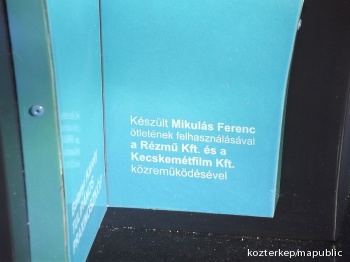 Készült Mikulás Ferenc
ötletének felhasználásával
a Rézmű Kft. és a
Kecskemétfilm Kft.
közreműködésével
kozterkep/mapublic